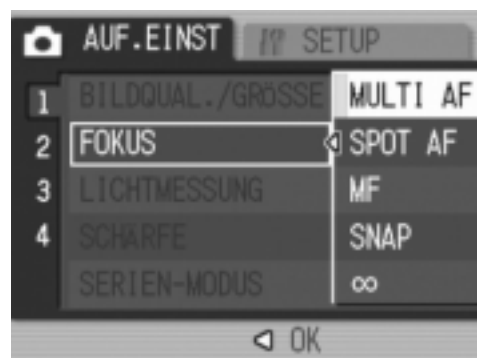 AUF.EINST SETUP
1 BILDQUAL./GRÖSSE MULTI AF
2 FOKUS SPOT AF
3 LICHTMESSUNG MF
4 SCHÄRFE SNAP
SERIEN-MODUS ∞
OK